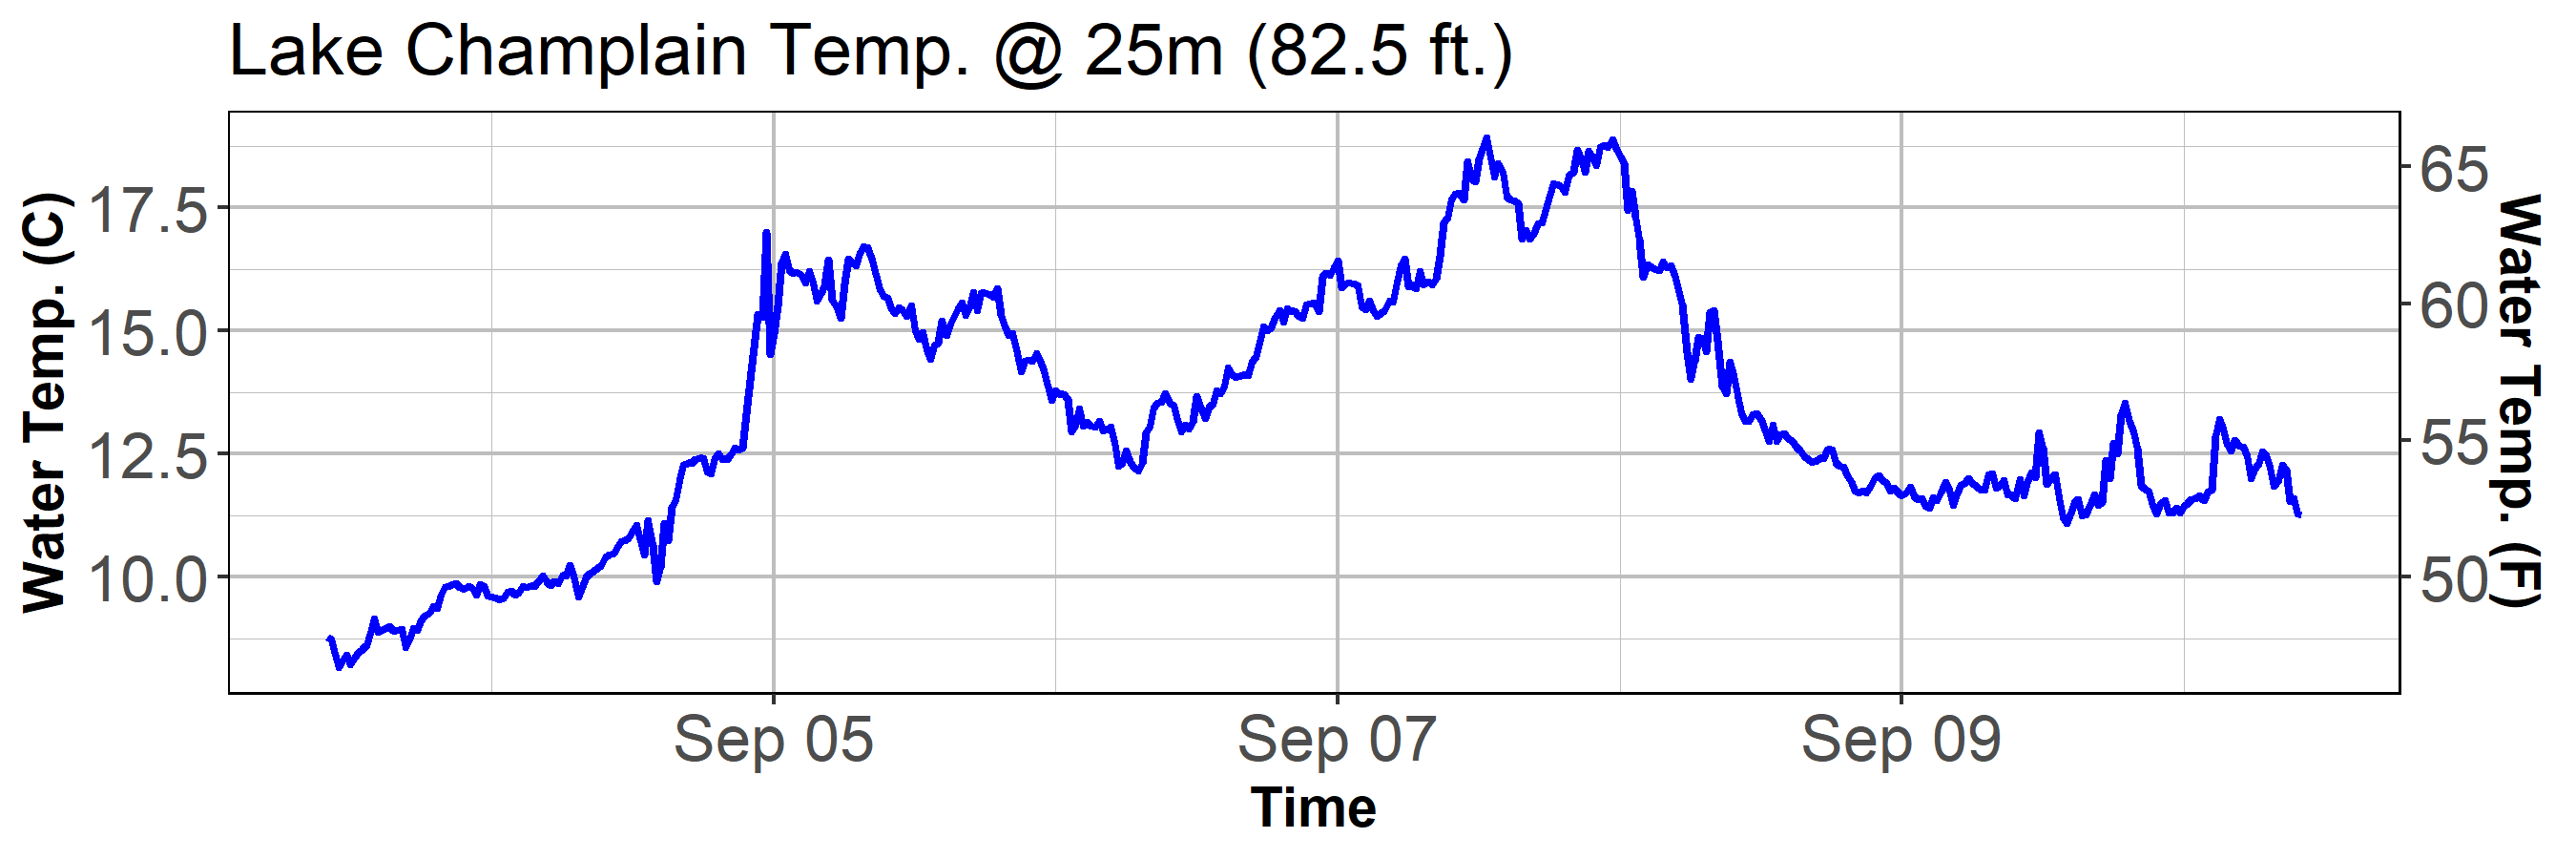 Lake Champlain Temp. @ 25m (82.5 ft.)
Water Temp. (C)
17.5
15.0
12.5
10.0
65
60
55
50
Water Temp. (F)
Sep 05
Sep 07
Sep 09
Time